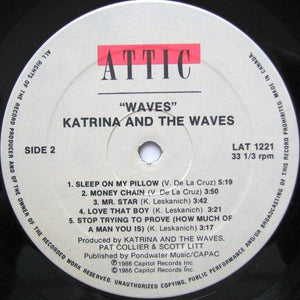 ATTIC
"WAVES"
KATRINA AND THE WAVES
SIDE 2
LAT 1221
33 1/3 rpm
1. SLEEP ON MY PILLOW (V. De La Cruz) 5:19
2. MONEY CHAIN (V. De La Cruz) 3:50
3. MR. STAR (K. Leskanich)
4. LOVE THAT BOY (K. Leskanich) 3:21
5. STOP TRYING TO PROVE (HOW MUCH OF
A MAN YOU IS) (K. Leskanich) 3:17
Produced by KATRINA AND THE WAVES,
PAT COLLIER & SCOTT LITT
Published by Pondwater Music/CAPAC
℗1986 Capitol Records Inc.
©1986 Capitol Records Inc.
ALL RIGHTS OF THE RECORD PRODUCER AND OF THE OWNER OF THE RECORDED WORK RESERVED. UNAUTHORIZED COPYING, PUBLIC PERFORMANCE AND/OR BROADCASTING OF THIS RECORD PROHIBITED. MADE IN CANADA.